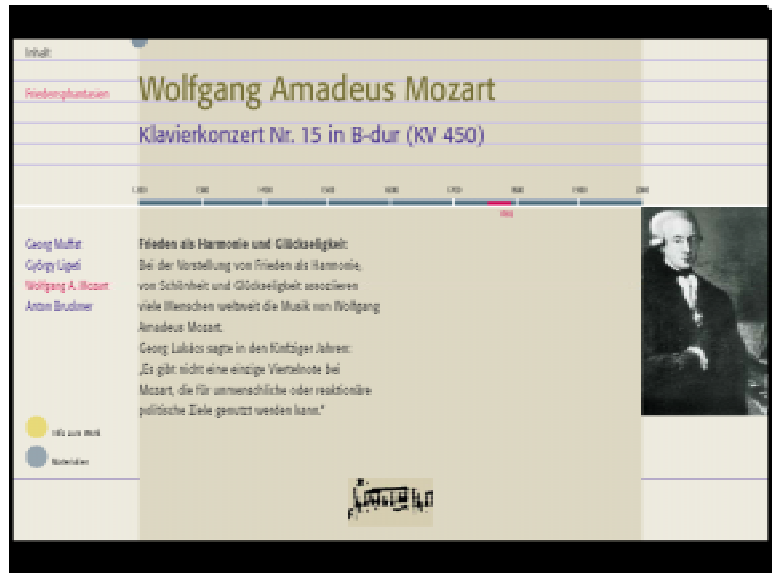 Inhalt:
Friedensphantasien
Wolfgang Amadeus Mozart
Klavierkonzert Nr. 15 in B-dur (KV 450)
1200 1300 1400 1500 1600 1700 1800 1900 2000
Georg Muffat
György Ligeti
Wolfgang A. Mozart
Anton Bruckner
Frieden als Harmonie und Glückseligkeit
Bei der Vorstellung von Frieden als Harmonie,
von Schönheit und Glückseligkeit assoziieren
viele Menschen weltweit die Musik von Wolfgang
Amadeus Mozart.
Georg Lukács sagte in den fünfziger Jahren:
„Es gibt nicht eine einzige Viertelnote bei
Mozart, die für unmenschliche oder reaktionäre
politische Ziele genutzt werden kann."
Info zum Werk
Materialien